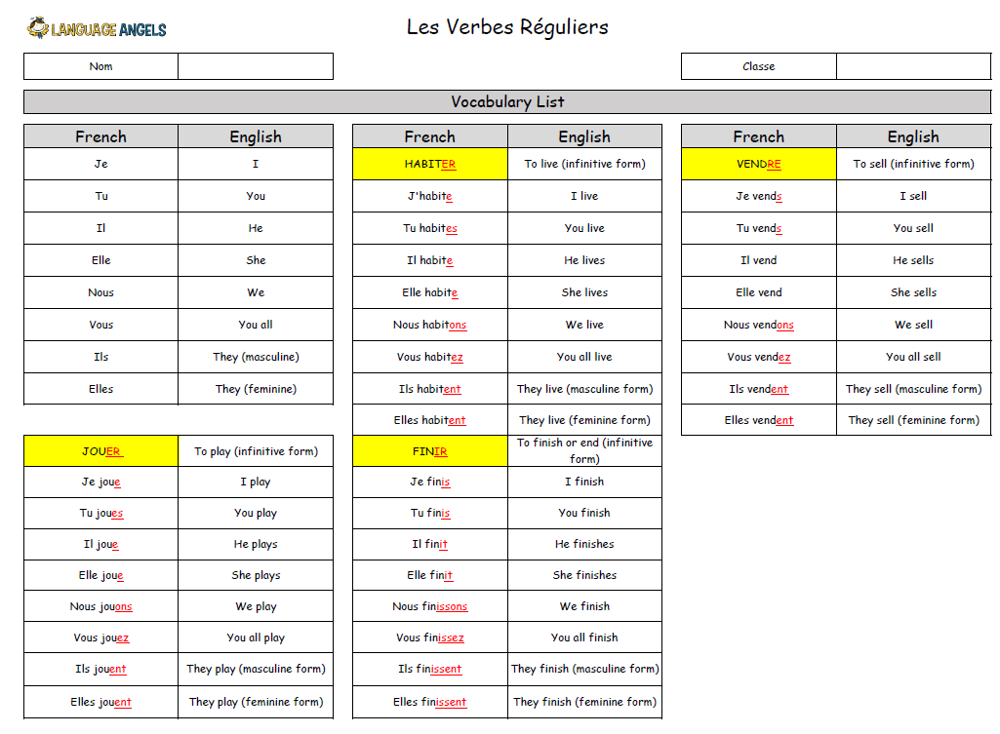 LANGUAGE ANGELS
Les Verbes Réguliers
Nom
Classe
Vocabulary List
French English
Je I
Tu You
Il He
Elle She
Nous We
Vous You all
Ils They (masculine)
Elles They (feminine)
JOUER To play (infinitive form)
Je joue I play
Tu joues You play
Il joue He plays
Elle joue She plays
Nous jouons We play
Vous jouez You all play
Ils jouent They play (masculine form)
Elles jouent They play (feminine form)
French English
HABITER To live (infinitive form)
J'habite I live
Tu habites You live
Il habite He lives
Elle habite She lives
Nous habitons We live
Vous habitez You all live
Ils habitent They live (masculine form)
Elles habitent They live (feminine form)
FINIR To finish or end (infinitive
form)
Je finis I finish
Tu finis You finish
Il finit He finishes
Elle finit She finishes
Nous finissons We finish
Vous finissez You all finish
Ils finissent They finish (masculine form)
Elles finissent They finish (feminine form)
French English
VENDRE To sell (infinitive form)
Je vends I sell
Tu vends You sell
Il vend He sells
Elle vend She sells
Nous vendons We sell
Vous vendez You all sell
Ils vendent They sell (masculine form)
Elles vendent They sell (feminine form)